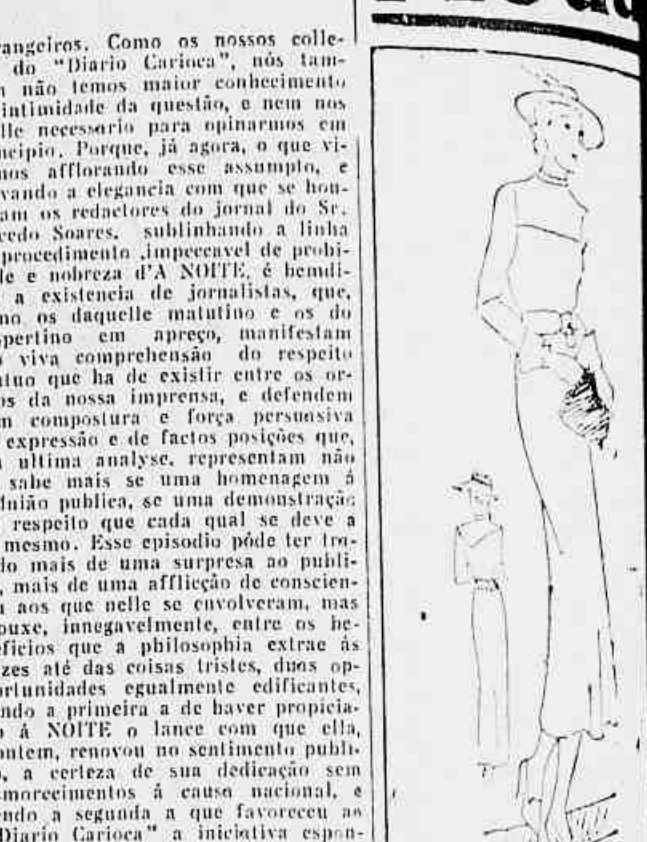 rangeiros. Como os nossos colle-
do "Diario Carioca", nós tam-
não temos maior conhecimento
intimidade da questão, e nem nos
elle necessario para opinarmos em
ncipio. Porque, já agora, o que vi-
mos afflorando esse assumpto, e
vando a elegancia com que se hou-
ram os redactores do jornal do Sr.
cedo Soares, sublinhando a linha
procedimento ,impeccavel de probi-
de e nobreza d'A NOITE, é bemdi-
a existencia de jornalistas, que,
mo os daquelle matutino e os do
spertino em apreço, manifestam
viva comprehensão do respeito
utuo que ha de existir entre os or-
os da nossa imprensa, e defendem
m compostura e força persuasiva
expressão e de factos posições que,
ultima analyse, representam não
sabe mais se uma homenagem á
inião publica, se uma demonstração
respeito que cada qual se deve a
mesmo. Esse episodio póde ter tra-
do mais de uma surpresa ao publi-
, mais de uma afflicção de conscien-
a aos que nelle se envolveram, mas
ouxe, innegavelmente, entre os be-
eficios que a philosophia extrae ás
zes até das coisas tristes, duas op-
ortunidades egualmente edificantes,
ndo a primeira a de haver propicia-
o á NOITE o lance com que ella,
ontem, renovou no sentimento publi-
o, a certeza de sua dedicação sem
smorecimentos á causa nacional, e
endo a segunda a que favoreceu ao
Diario Carioca" a iniciativa espon-